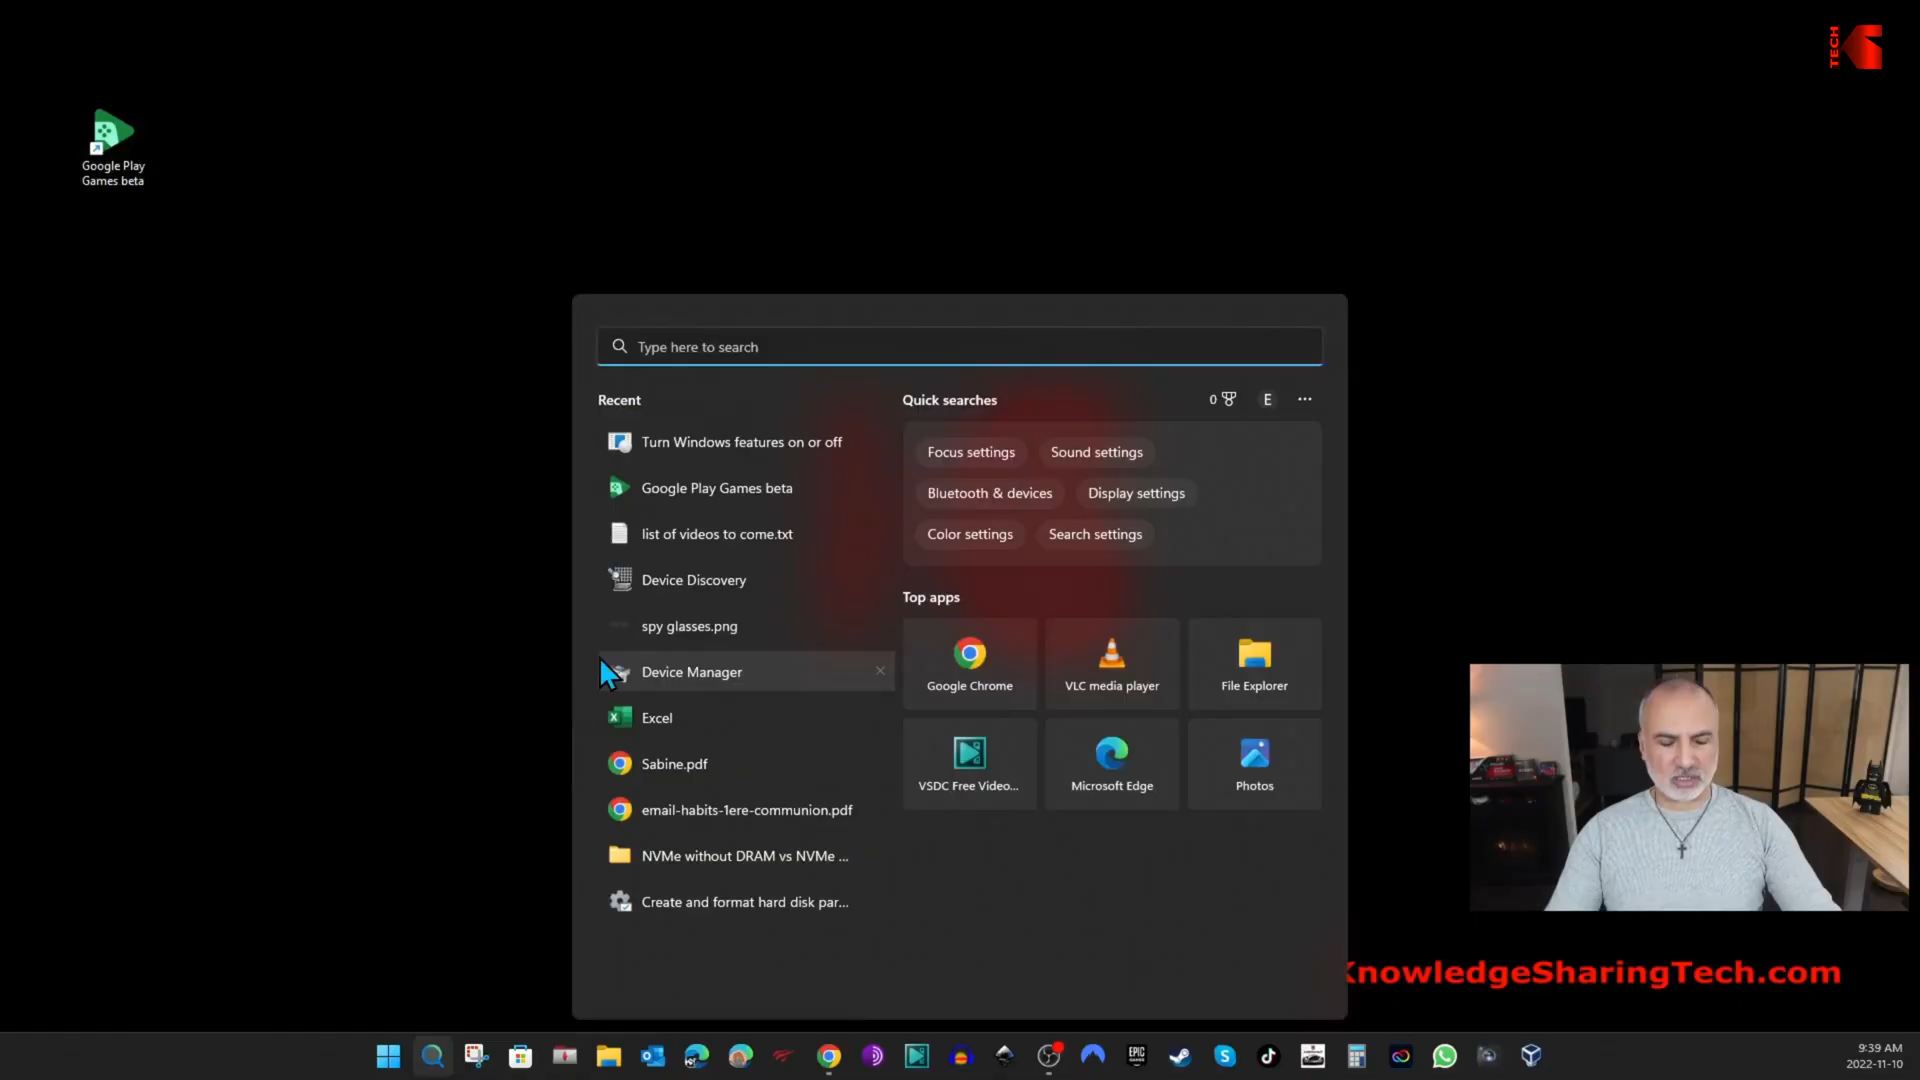 TECH
Google Play
Games beta
Type here to search
Recent
Turn Windows features on or off
Google Play Games beta
list of videos to come.txt
Device Discovery
spy glasses.png
Device Manager
Excel
Sabine.pdf
email-habits-1ere-communion.pdf
NVMe without DRAM vs NVMe ...
Create and format hard disk par...
Quick searches
0
E
Focus settings
Sound settings
Bluetooth & devices
Display settings
Color settings
Search settings
Top apps
Google Chrome
VLC media player
File Explorer
VSDC Free Video...
Microsoft Edge
Photos
KnowledgeSharingTech.com
EPIC
GAMES
9:39 AM
2022-11-10